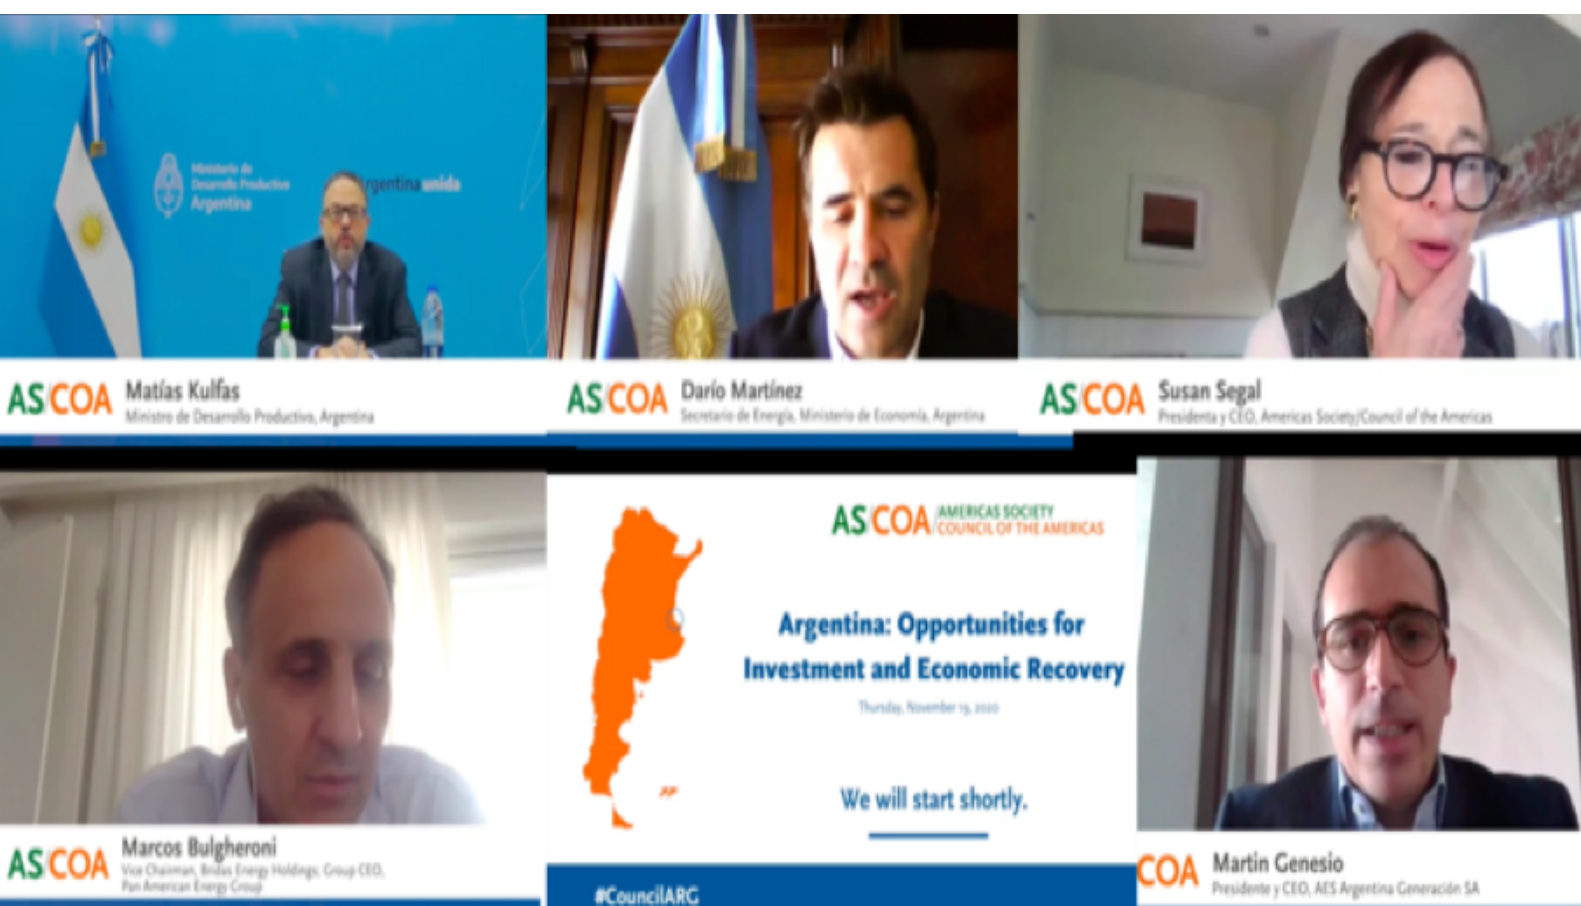 Ministerio de
Desarrollo Productivo
Argentina
rgentina unida
AS/COA
Matías Kulfas
Ministro de Desarrollo Productivo, Argentina
AS/COA
Darío Martínez
Secretario de Energía, Ministerio de Economía, Argentina
AS/COA
Susan Segal
Presidenta y CEO, Americas Society/Council of the Americas
AS/COA
Marcos Bulgheroni
Vice Chairman, Bridas Energy Holdings; Group CEO,
Pan American Energy Group
AS/COA AMERICAS SOCIETY
COUNCIL OF THE AMERICAS
Argentina: Opportunities for
Investment and Economic Recovery
Thursday, November 19, 2020
We will start shortly.
#CouncilARG
COA
Martin Genesio
Presidente y CEO, AES Argentina Generación SA